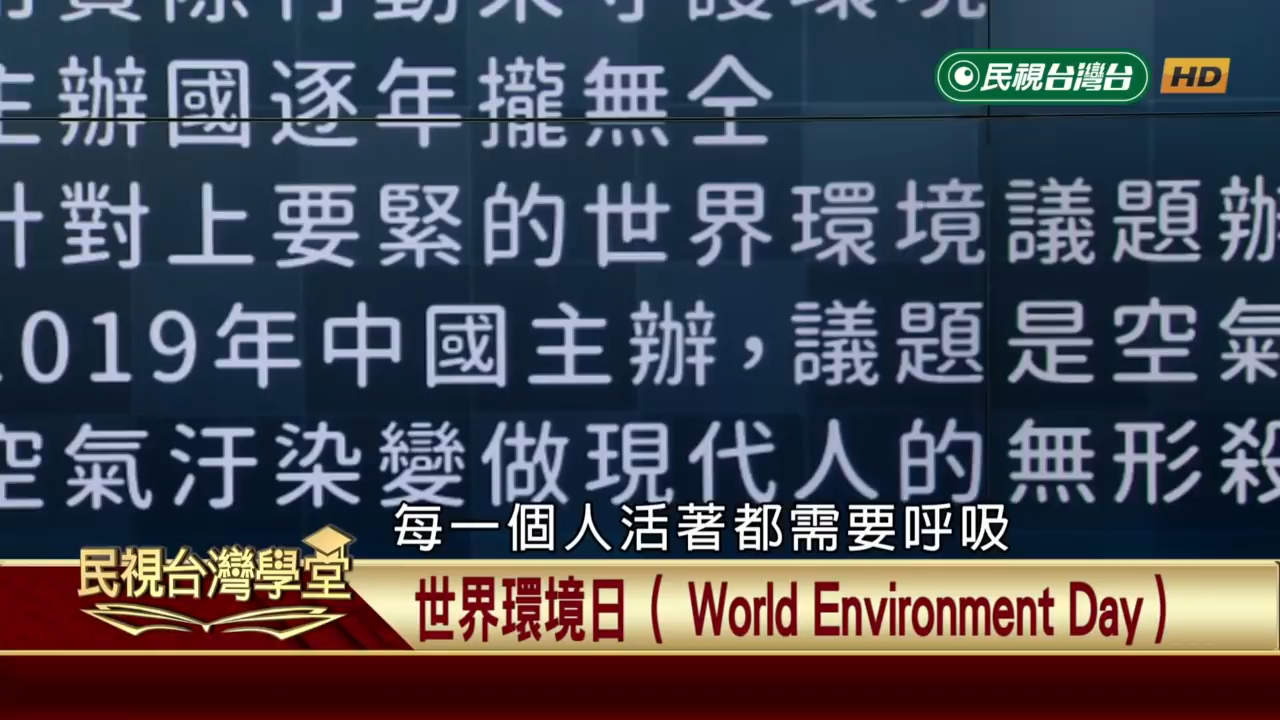 民視台灣台 HD
主辦國逐年攏無仝
針對上要緊的世界環境議題辦
2019年中國主辦，議題是空氣
空氣汙染變做現代人的無形殺
每一個人活著都需要呼吸
民視台灣學堂
世界環境日（ World Environment Day）